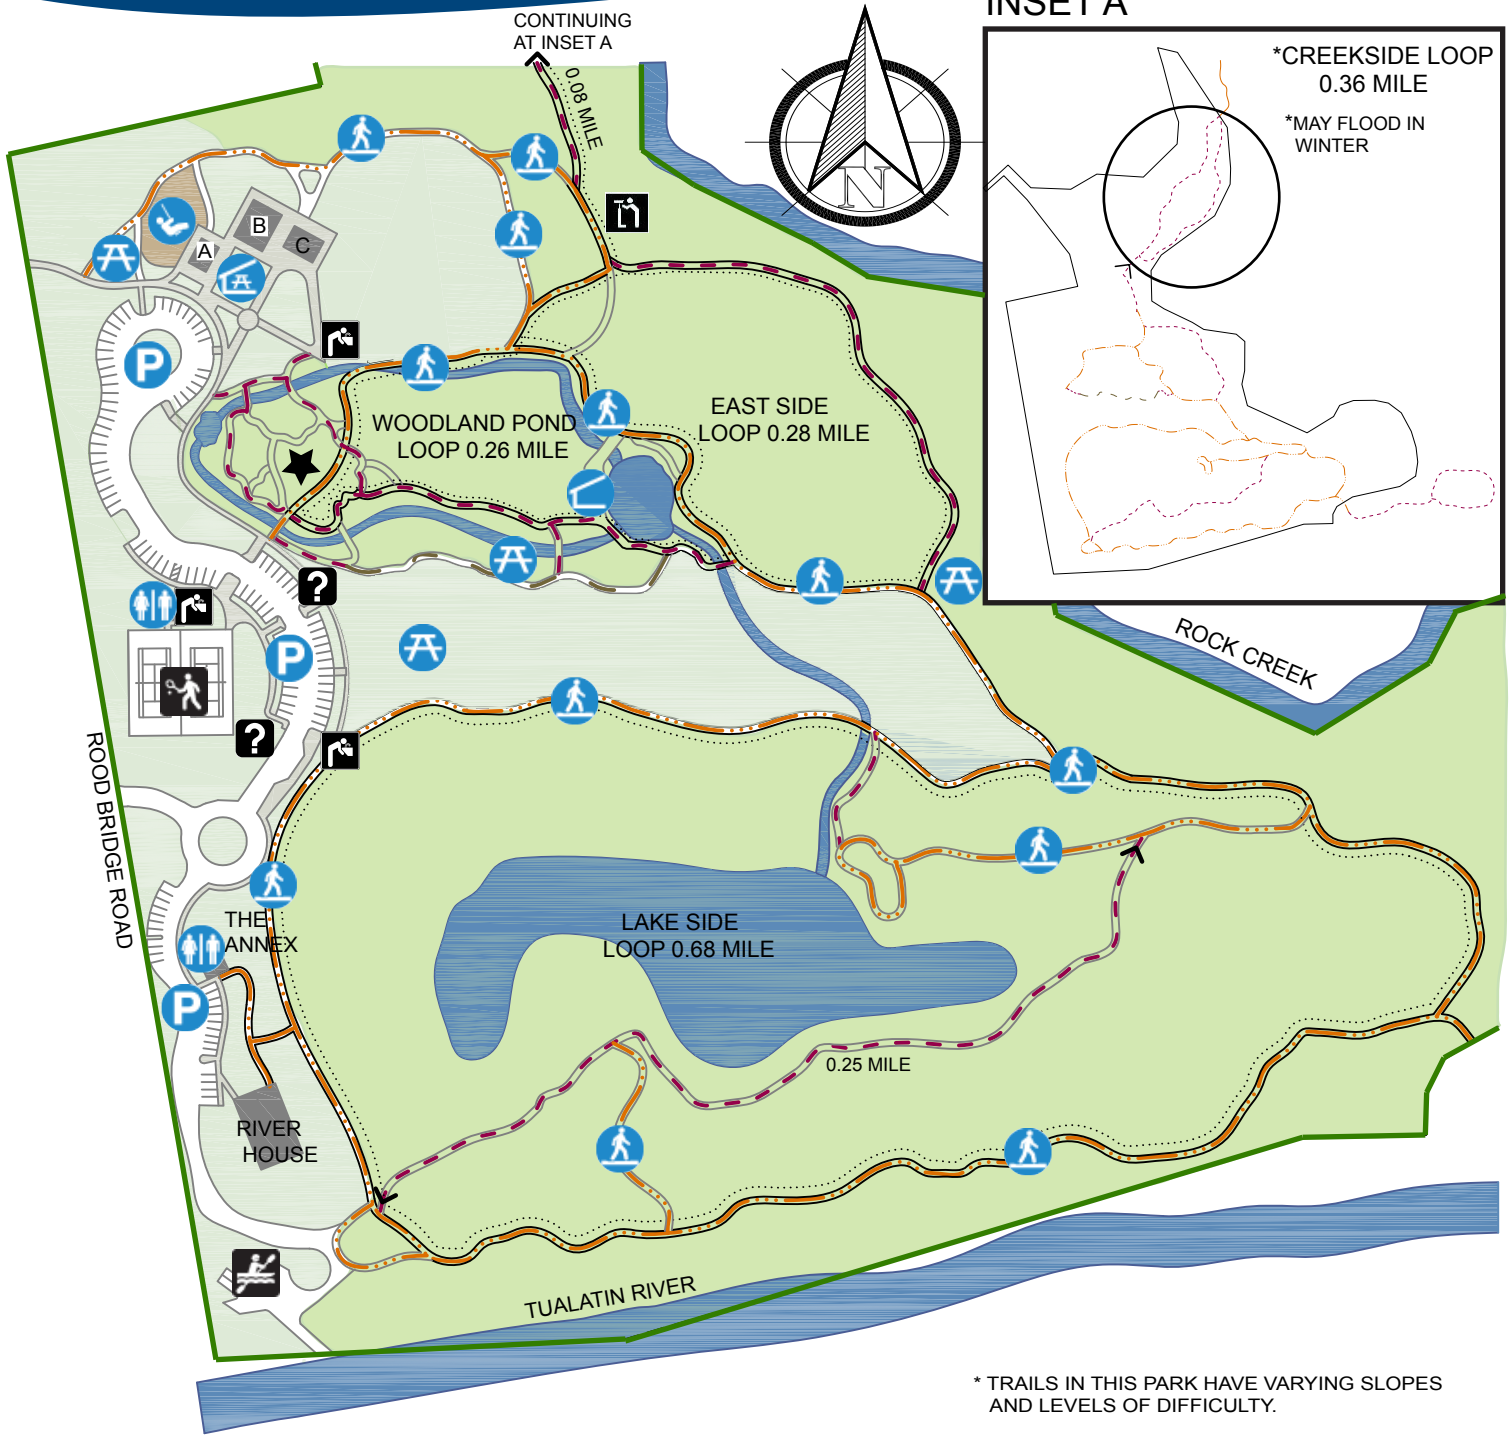 INSET A
CONTINUING
AT INSET A
0.08 MILE
N
*CREEKSIDE LOOP
0.36 MILE
*MAY FLOOD IN
WINTER
B
A
C
P
WOODLAND POND
LOOP 0.26 MILE
EAST SIDE
LOOP 0.28 MILE
?
P
?
ROCK CREEK
ROOD BRIDGE ROAD
THE
ANNEX
P
LAKE SIDE
LOOP 0.68 MILE
0.25 MILE
RIVER
HOUSE
TUALATIN RIVER
* TRAILS IN THIS PARK HAVE VARYING SLOPES
AND LEVELS OF DIFFICULTY.